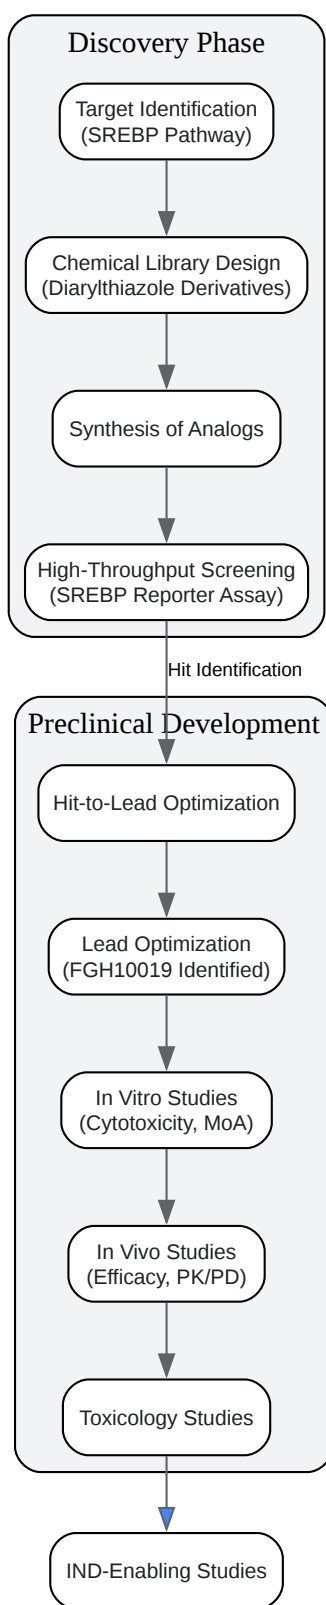 Discovery Phase
Target Identification
(SREBP Pathway)
Chemical Library Design
(Diarylthiazole Derivatives)
Synthesis of Analogs
High-Throughput Screening
(SREBP Reporter Assay)
Hit Identification
Preclinical Development
Hit-to-Lead Optimization
Lead Optimization
(FGH10019 Identified)
In Vitro Studies
(Cytotoxicity, MoA)
In Vivo Studies
(Efficacy, PK/PD)
Toxicology Studies
IND-Enabling Studies